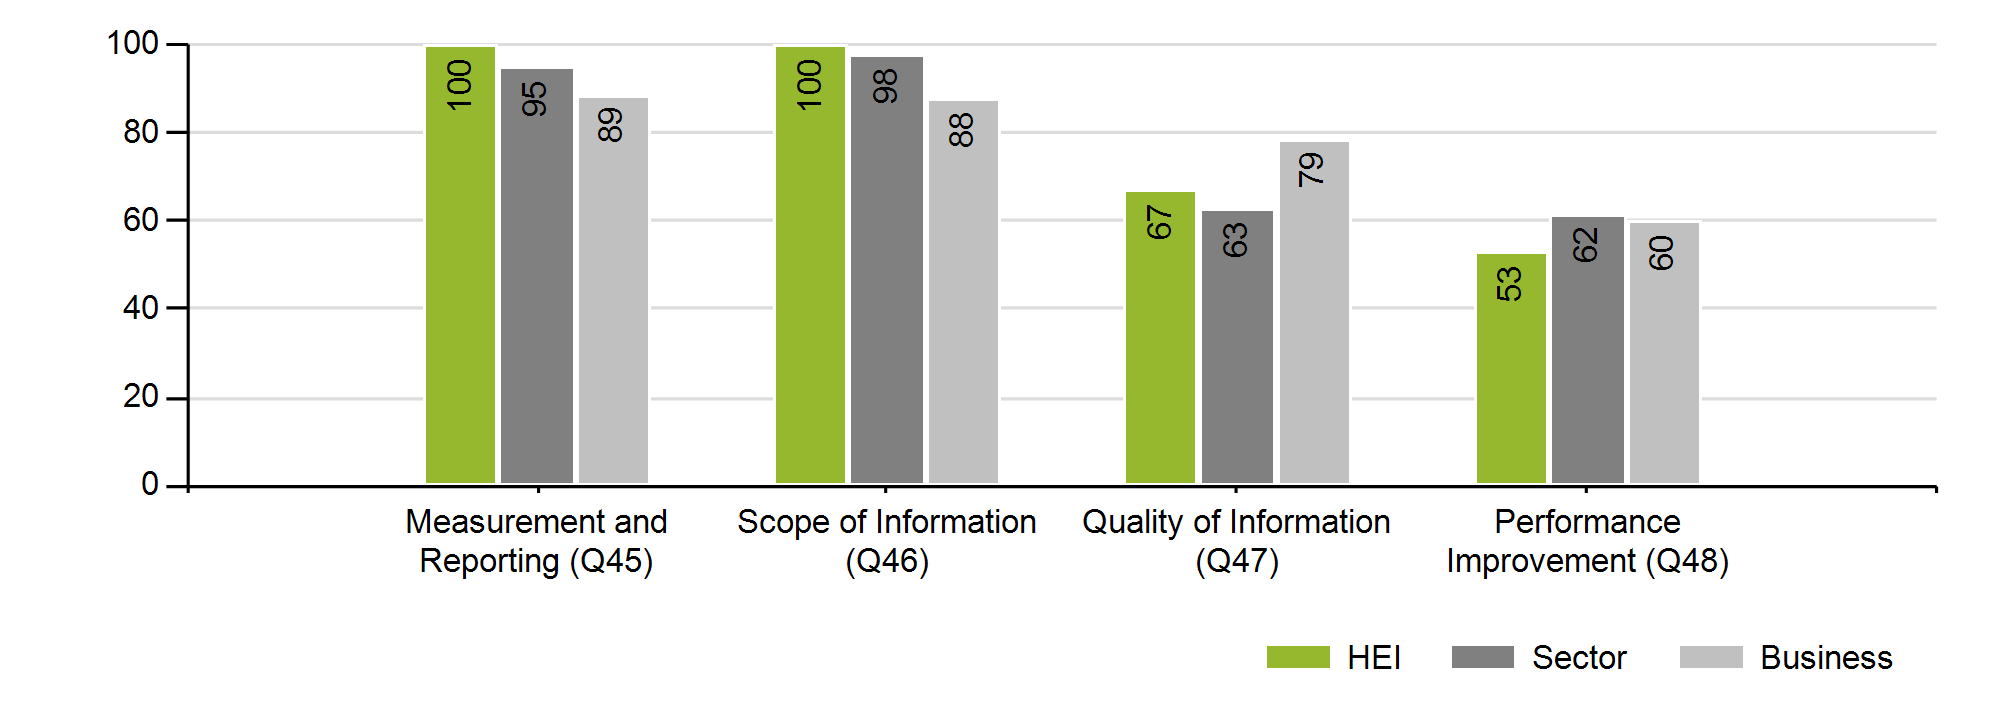 100
80
60
40
20
0
100
95
89
100
98
88
67
63
79
53
62
60
Measurement and
Reporting (Q45)
Scope of Information
(Q46)
Quality of Information
(Q47)
Performance
Improvement (Q48)
HEI
Sector
Business